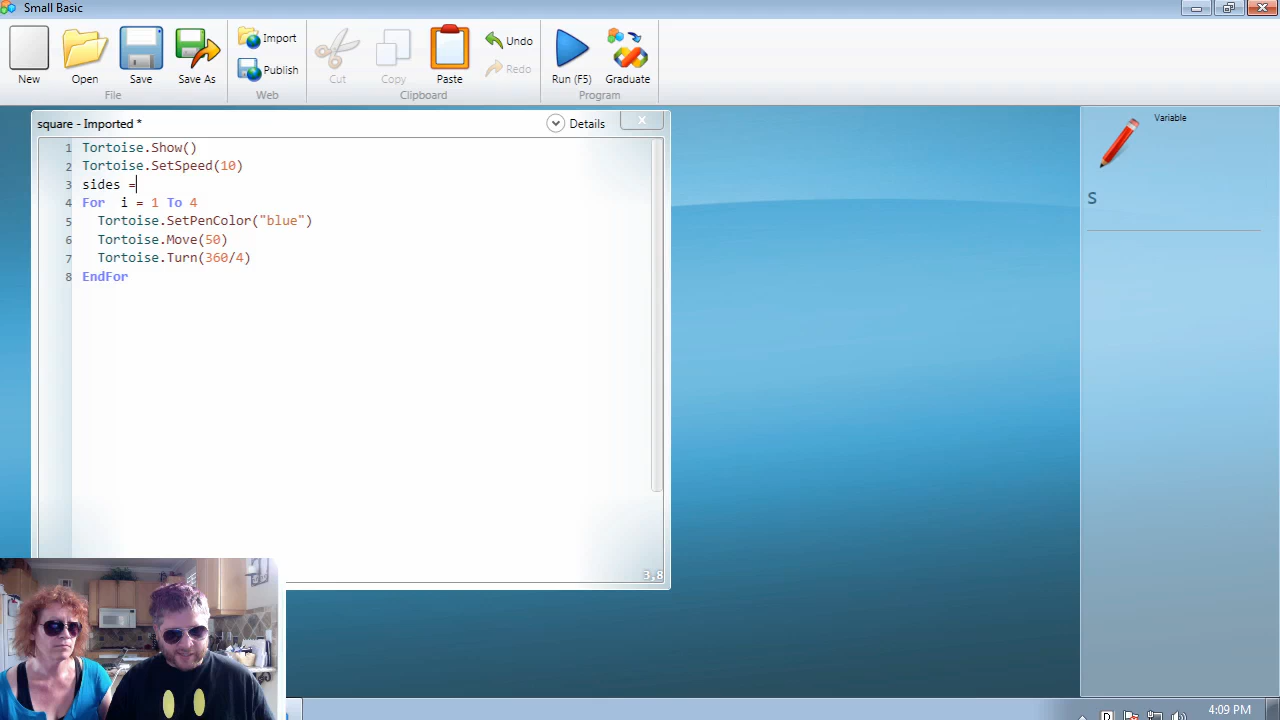 Small Basic
New
Open
Save
Save As
Import
Publish
Cut
Copy
Paste
Undo
Redo
Run (F5)
Graduate
File
Web
Clipboard
Program
square - Imported *
Details
X
1 Tortoise.Show()
2 Tortoise.SetSpeed(10)
3 sides =
4 For  i = 1 To 4
5   Tortoise.SetPenColor("blue")
6   Tortoise.Move(50)
7   Tortoise.Turn(360/4)
8 EndFor
3,8
Variable
S
4:09 PM